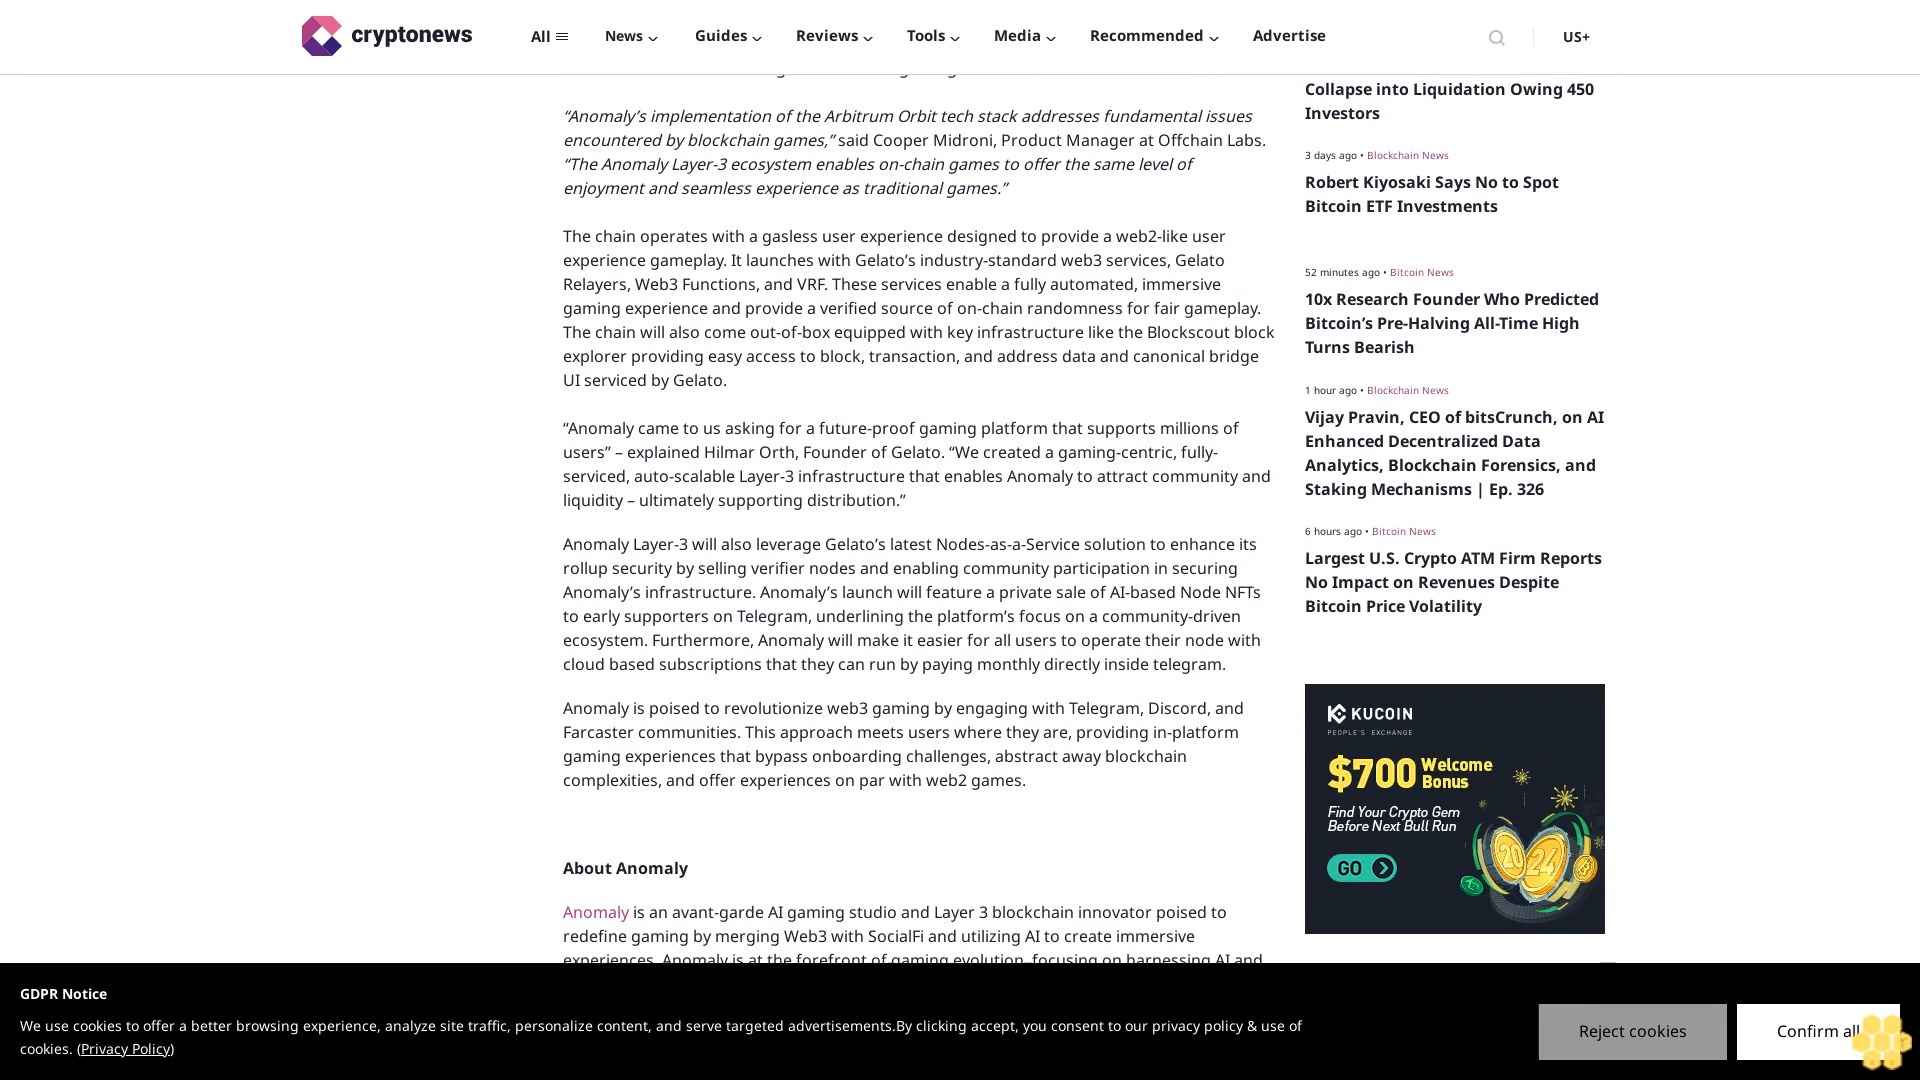 cryptonews
All
News
Guides
Reviews
Tools
Media
Recommended
Advertise
US+
“Anomaly’s implementation of the Arbitrum Orbit tech stack addresses fundamental issues
encountered by blockchain games,” said Cooper Midroni, Product Manager at Offchain Labs.
“The Anomaly Layer-3 ecosystem enables on-chain games to offer the same level of
enjoyment and seamless experience as traditional games.”
The chain operates with a gasless user experience designed to provide a web2-like user
experience gameplay. It launches with Gelato’s industry-standard web3 services, Gelato
Relayers, Web3 Functions, and VRF. These services enable a fully automated, immersive
gaming experience and provide a verified source of on-chain randomness for fair gameplay.
The chain will also come out-of-box equipped with key infrastructure like the Blockscout block
explorer providing easy access to block, transaction, and address data and canonical bridge
UI serviced by Gelato.
“Anomaly came to us asking for a future-proof gaming platform that supports millions of
users” – explained Hilmar Orth, Founder of Gelato. “We created a gaming-centric, fully-
serviced, auto-scalable Layer-3 infrastructure that enables Anomaly to attract community and
liquidity – ultimately supporting distribution.”
Anomaly Layer-3 will also leverage Gelato’s latest Nodes-as-a-Service solution to enhance its
rollup security by selling verifier nodes and enabling community participation in securing
Anomaly’s infrastructure. Anomaly’s launch will feature a private sale of AI-based Node NFTs
to early supporters on Telegram, underlining the platform’s focus on a community-driven
ecosystem. Furthermore, Anomaly will make it easier for all users to operate their node with
cloud based subscriptions that they can run by paying monthly directly inside telegram.
Anomaly is poised to revolutionize web3 gaming by engaging with Telegram, Discord, and
Farcaster communities. This approach meets users where they are, providing in-platform
gaming experiences that bypass onboarding challenges, abstract away blockchain
complexities, and offer experiences on par with web2 games.
About Anomaly
Anomaly is an avant-garde AI gaming studio and Layer 3 blockchain innovator poised to
redefine gaming by merging Web3 with SocialFi and utilizing AI to create immersive
experiences. Anomaly is at the forefront of gaming evolution, focusing on harnessing AI and
Collapse into Liquidation Owing 450
Investors
3 days ago • Blockchain News
Robert Kiyosaki Says No to Spot
Bitcoin ETF Investments
52 minutes ago • Bitcoin News
10x Research Founder Who Predicted
Bitcoin’s Pre-Halving All-Time High
Turns Bearish
1 hour ago • Blockchain News
Vijay Pravin, CEO of bitsCrunch, on AI
Enhanced Decentralized Data
Analytics, Blockchain Forensics, and
Staking Mechanisms | Ep. 326
6 hours ago • Bitcoin News
Largest U.S. Crypto ATM Firm Reports
No Impact on Revenues Despite
Bitcoin Price Volatility
KUCOIN
PEOPLE'S EXCHANGE
$700 Welcome
Bonus
Find Your Crypto Gem
Before Next Bull Run
GO
20 24
GDPR Notice
We use cookies to offer a better browsing experience, analyze site traffic, personalize content, and serve targeted advertisements.By clicking accept, you consent to our privacy policy & use of
cookies. (Privacy Policy)
Reject cookies
Confirm all